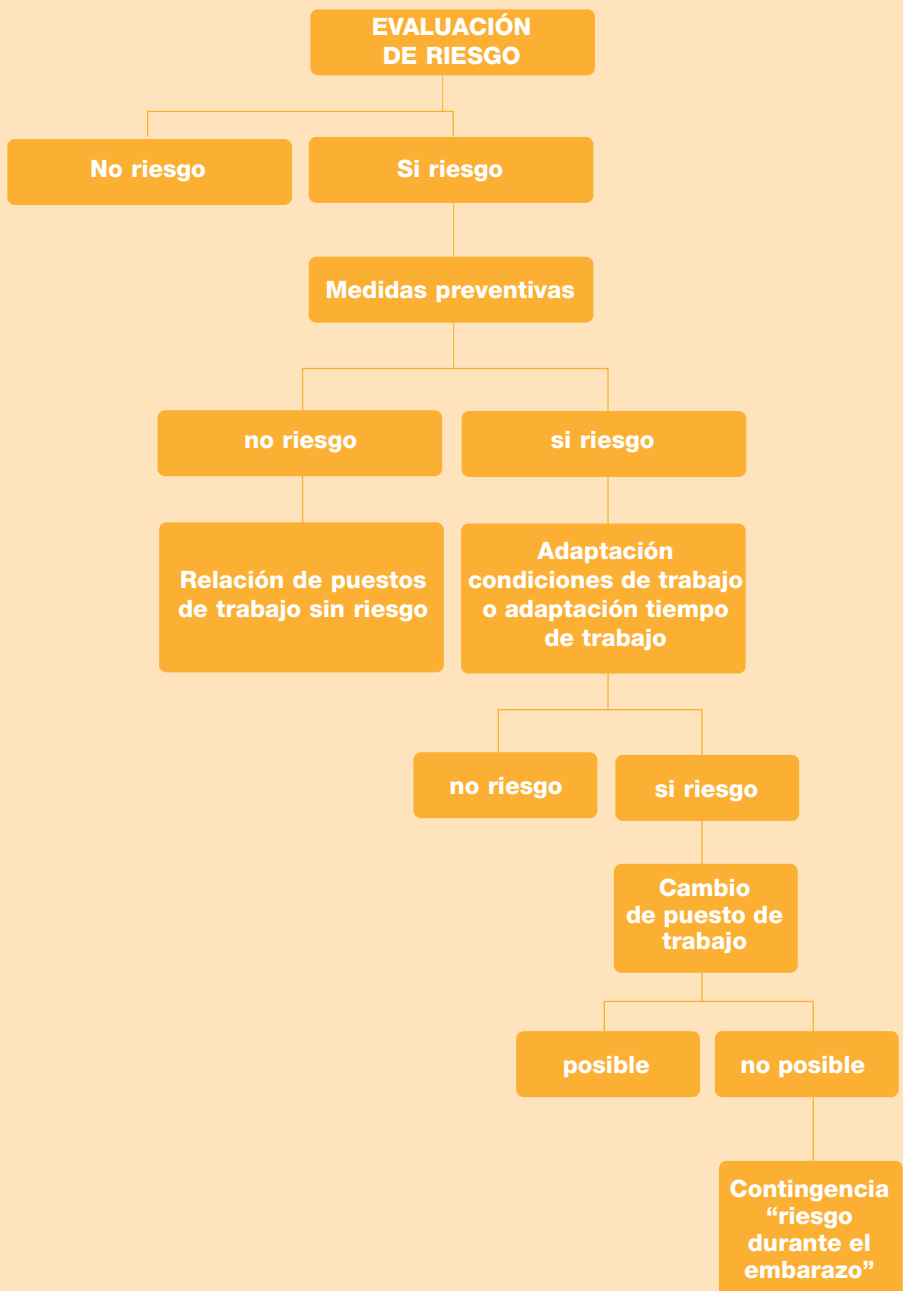 EVALUACIÓN
DE RIESGO
No riesgo
Si riesgo
Medidas preventivas
no riesgo
si riesgo
Relación de puestos
de trabajo sin riesgo
Adaptación
condiciones de trabajo
o adaptación tiempo
de trabajo
no riesgo
si riesgo
Cambio
de puesto de
trabajo
posible
no posible
Contingencia
“riesgo
durante el
embarazo”